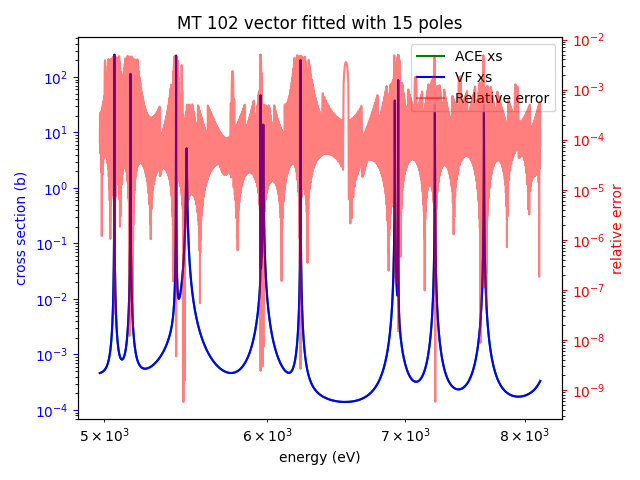 MT 102 vector fitted with 15 poles
ACE xs
VF xs
Relative error
cross section (b)
10²
10¹
10⁰
10⁻¹
10⁻²
10⁻³
10⁻⁴
10⁻²
10⁻³
10⁻⁴
10⁻⁵
10⁻⁶
10⁻⁷
10⁻⁸
10⁻⁹
relative error
5 × 10³
6 × 10³
7 × 10³
8 × 10³
energy (eV)